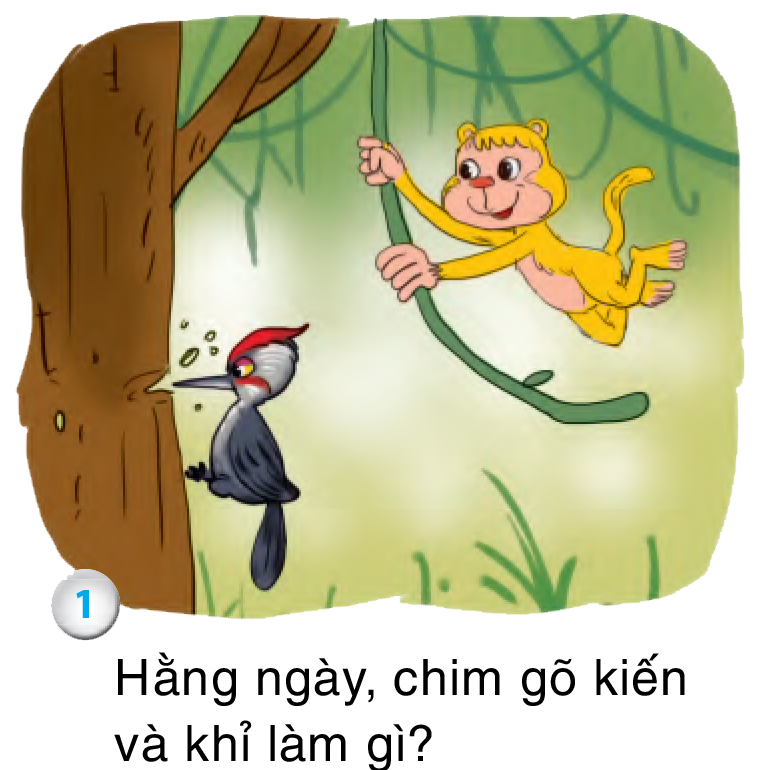 1
Hằng ngày, chim gõ kiến
và khỉ làm gì?